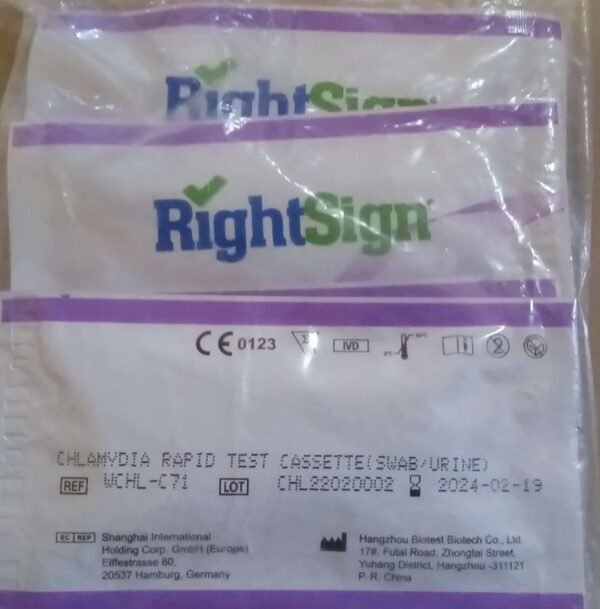 RightSign
RightSign
CE 0123 IVD
CHLAMYDIA RAPID TEST CASSETTE(SWAB/URINE)
REF WCHL-C71 LOT CHL22020002 2024-02-19
EC REP Shanghai International
Holding Corp. GmbH (Europe)
Eiffestrasse 80,
20537 Hamburg, Germany
Hangzhou Biotest Biotech Co., Ltd.
17#, Futai Road, Zhongtai Street,
Yuhang District, Hangzhou -311121
P. R. China